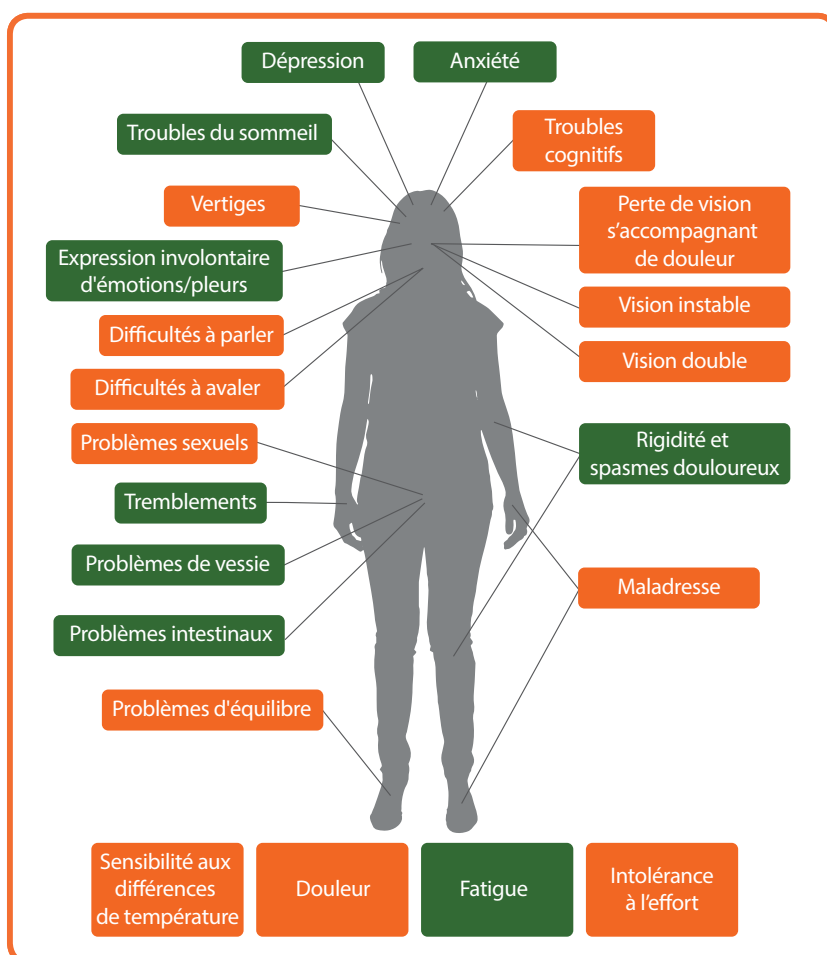 Dépression
Anxiété
Troubles du sommeil
Troubles
cognitifs
Vertiges
Perte de vision
s'accompagnant
de douleur
Expression involontaire
d'émotions/pleurs
Vision instable
Difficultés à parler
Vision double
Difficultés à avaler
Problèmes sexuels
Rigidité et
spasmes douloureux
Tremblements
Problèmes de vessie
Maladresse
Problèmes intestinaux
Problèmes d'équilibre
Sensibilité aux
différences
de température
Douleur
Fatigue
Intolérance
à l'effort